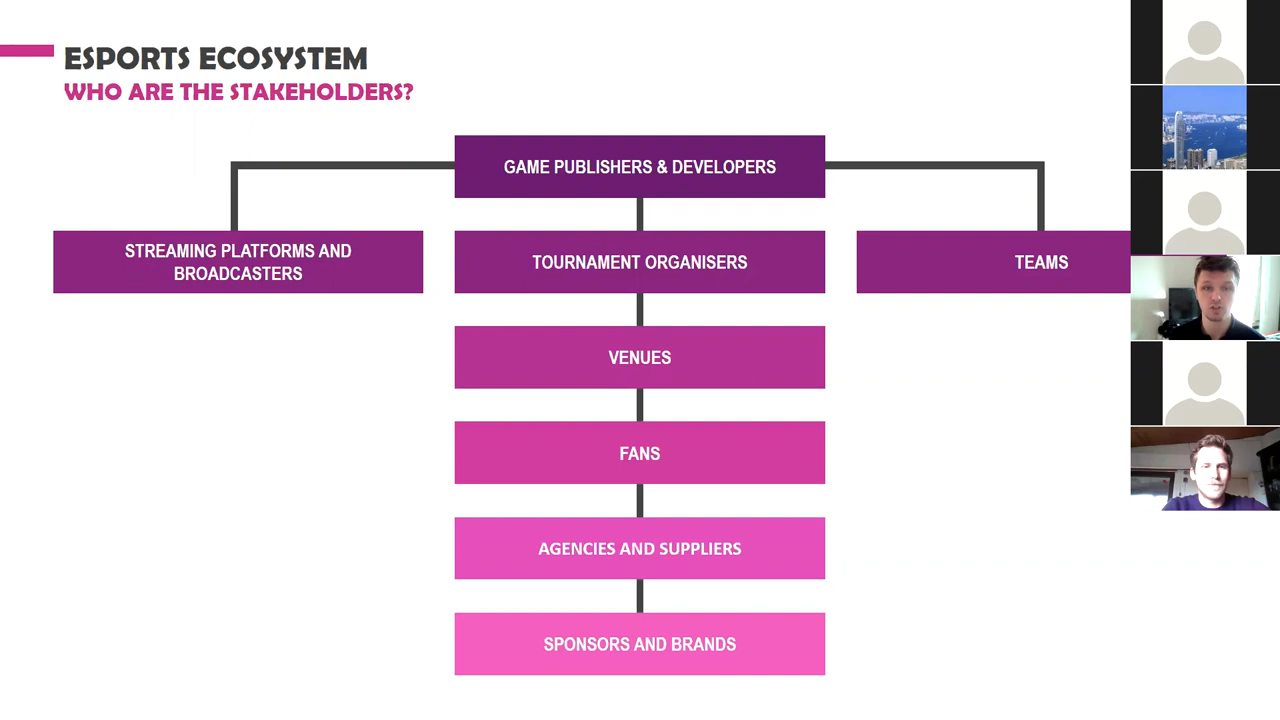 ESPORTS ECOSYSTEM
WHO ARE THE STAKEHOLDERS?
GAME PUBLISHERS & DEVELOPERS
STREAMING PLATFORMS AND
BROADCASTERS
TOURNAMENT ORGANISERS
TEAMS
VENUES
FANS
AGENCIES AND SUPPLIERS
SPONSORS AND BRANDS